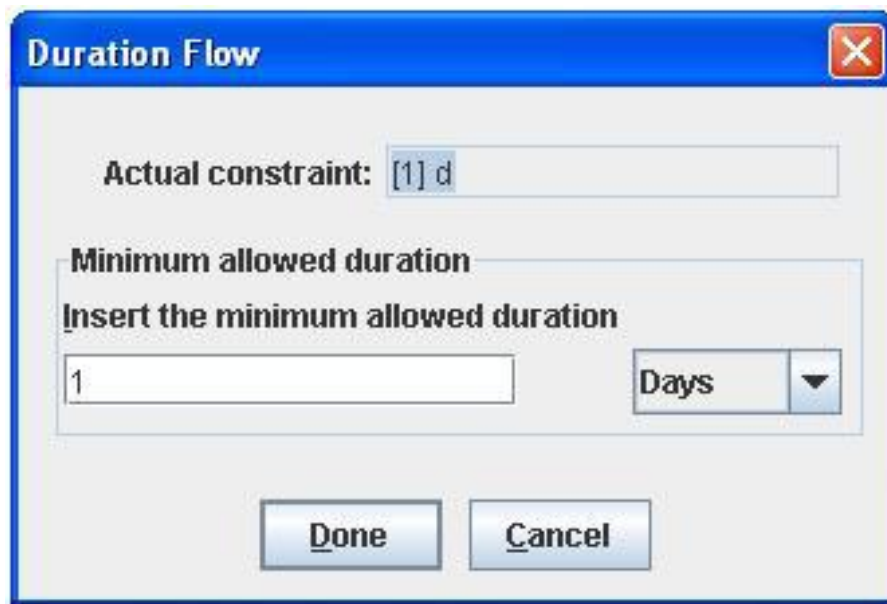 Duration Flow
Actual constraint: [1] d
Minimum allowed duration
Insert the minimum allowed duration
1 Days
Done Cancel